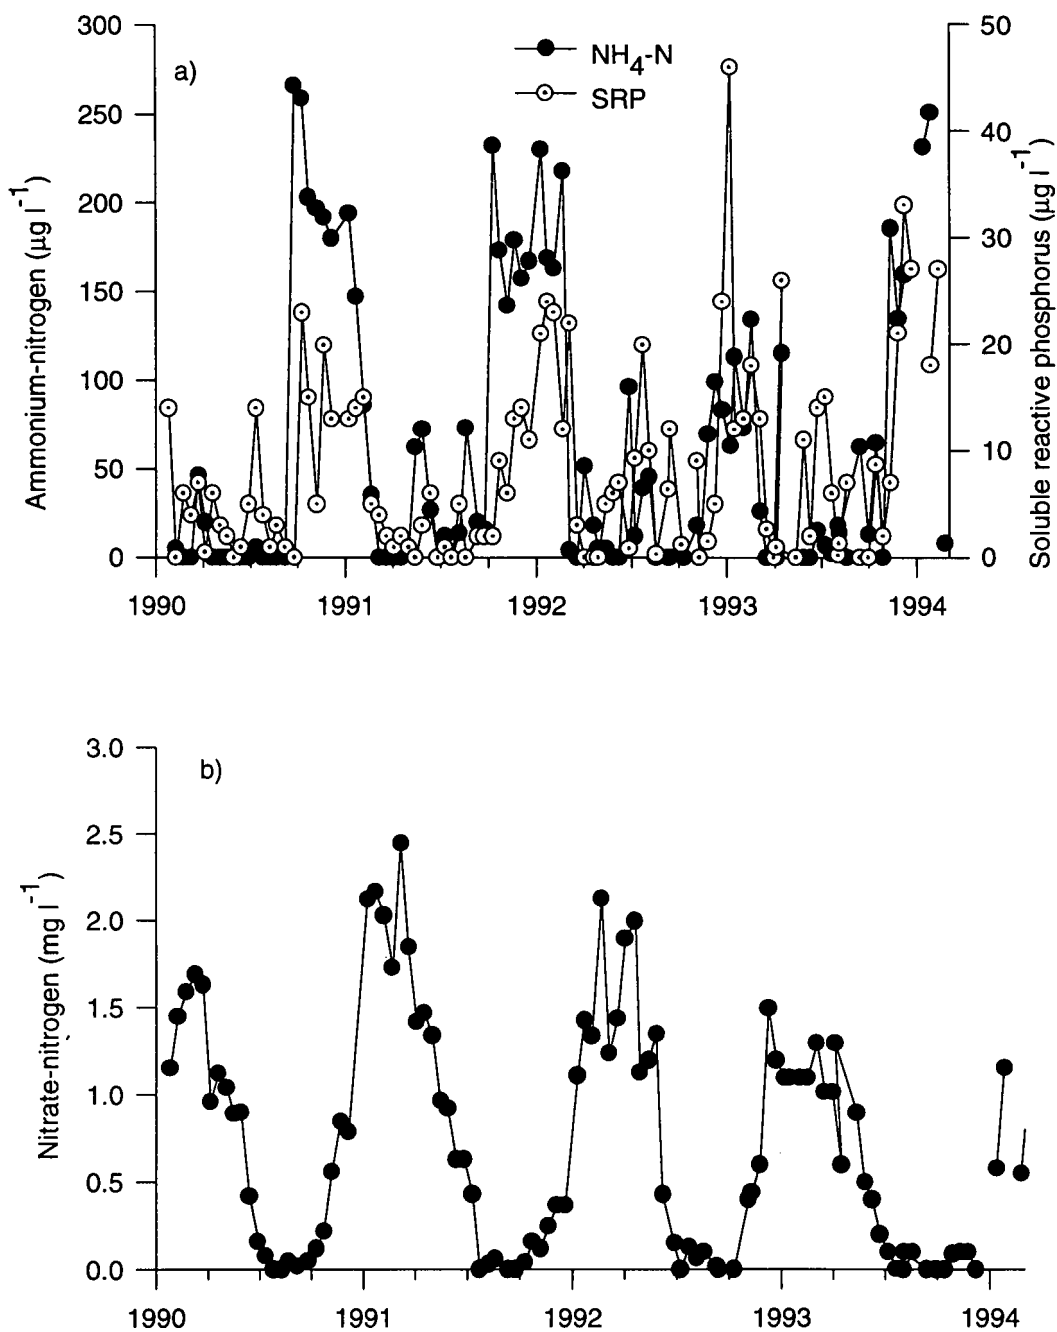 300
250
200
150
100
50
0
Ammonium-nitrogen (µg l⁻¹)
a)
NH₄-N
SRP
50
40
30
20
10
0
Soluble reactive phosphorus (µg l⁻¹)
1990 1991 1992 1993 1994
3.0
2.5
2.0
1.5
1.0
0.5
0.0
Nitrate-nitrogen (mg l⁻¹)
b)
1990 1991 1992 1993 1994